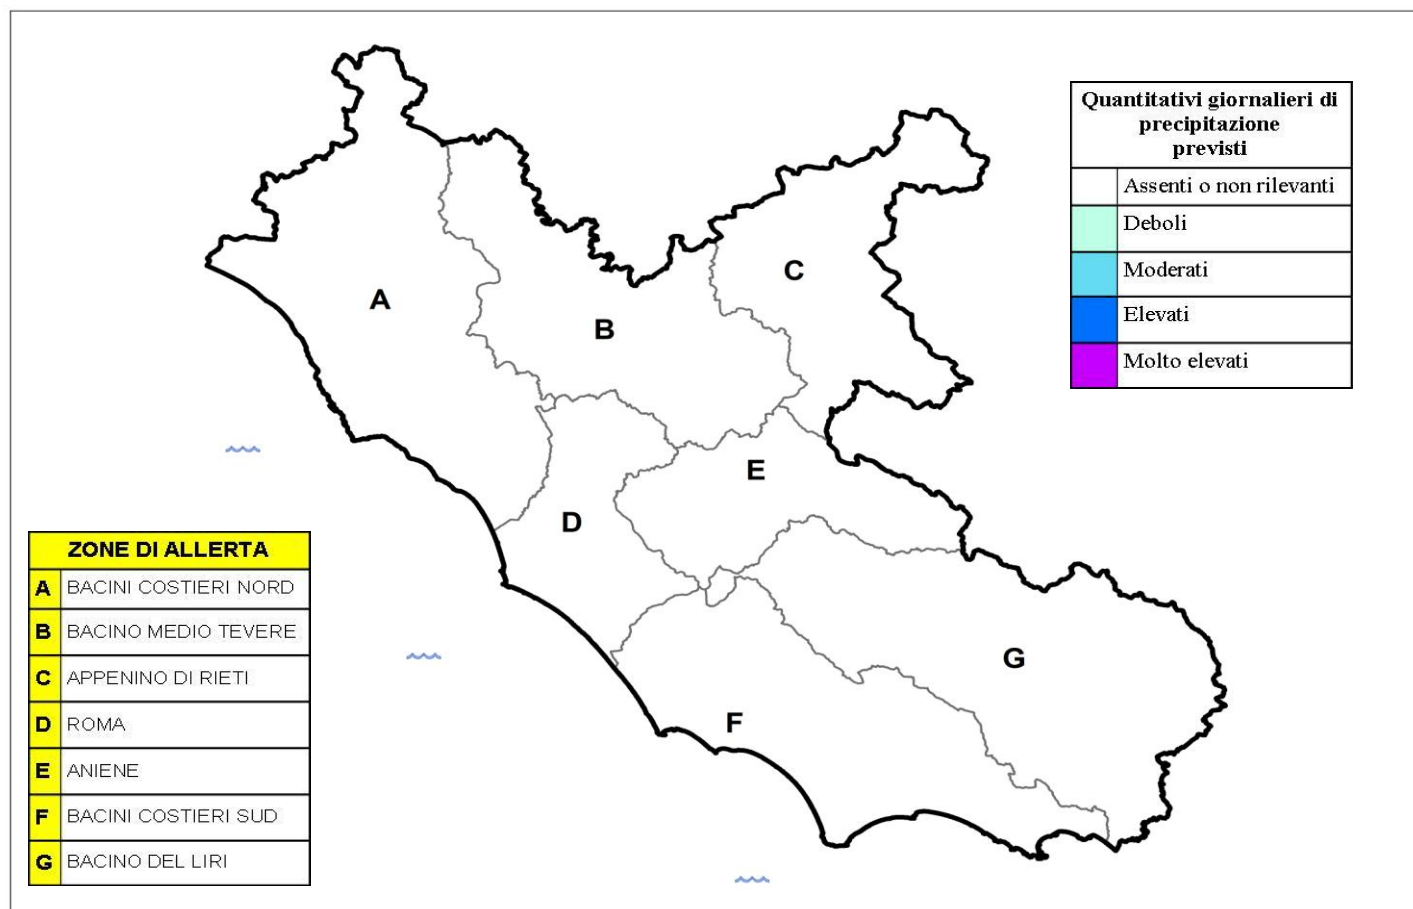 Quantitativi giornalieri di
precipitazione
previsti
Assenti o non rilevanti
Deboli
Moderati
Elevati
Molto elevati
A
B
C
D
E
F
G
ZONE DI ALLERTA
A BACINI COSTIERI NORD
B BACINO MEDIO TEVERE
C APPENINO DI RIETI
D ROMA
E ANIENE
F BACINI COSTIERI SUD
G BACINO DEL LIRI